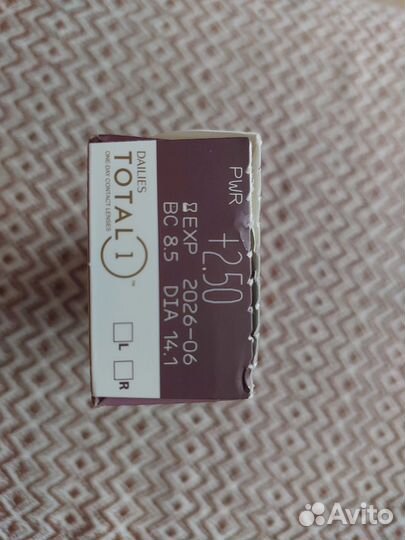 DAILIES
TOTAL 1™
ONE-DAY CONTACT LENSES
L
R
PWR
+2.50
EXP 2026-06
BC 8.5 DIA 14.1
Avito